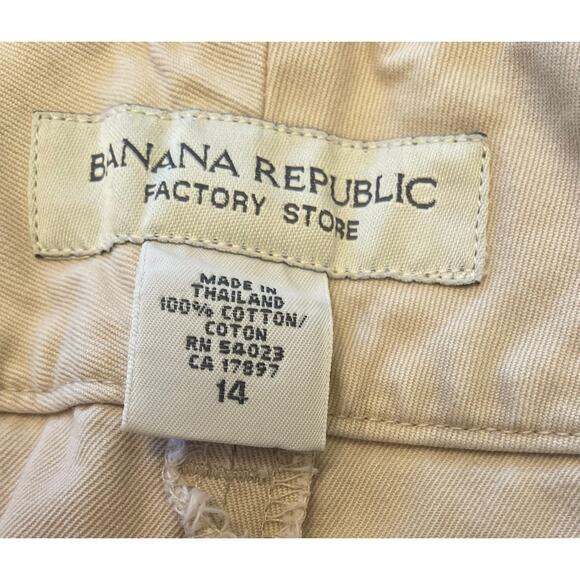 BANANA REPUBLIC
FACTORY STORE
MADE IN
THAILAND
100% COTTON/
COTON
RN 54023
CA 17897
14